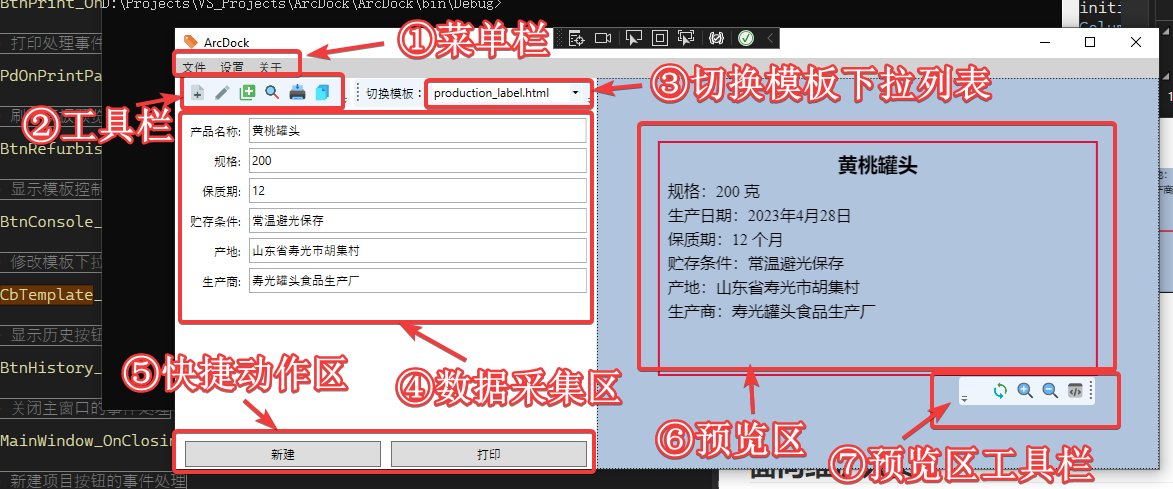 BtnPrint_OnD:\Projects\VS_Projects\ArcDock\ArcDock\bin\Debug>
打印处理事件
PdOnPrintPa
BtnRefurbis
显示模板控制
BtnConsole_
修改模板下拉
CbTemplate_
显示历史按钮
BtnHistory_
关闭主窗口的事件处理
MainWindow_OnClosin
新建项目按钮的事件处理
ArcDock
①菜单栏
文件 设置 关于
②工具栏
切换模板：
production_label.html
③切换模板下拉列表
产品名称: 黄桃罐头
规格: 200
保质期: 12
贮存条件: 常温避光保存
产地: 山东省寿光市胡集村
生产商: 寿光罐头食品生产厂
④数据采集区
⑤快捷动作区
新建
打印
黄桃罐头
规格：200 克
生产日期：2023年4月28日
保质期：12 个月
贮存条件：常温避光保存
产地：山东省寿光市胡集村
生产商：寿光罐头食品生产厂
⑥预览区
⑦预览区工具栏
initi